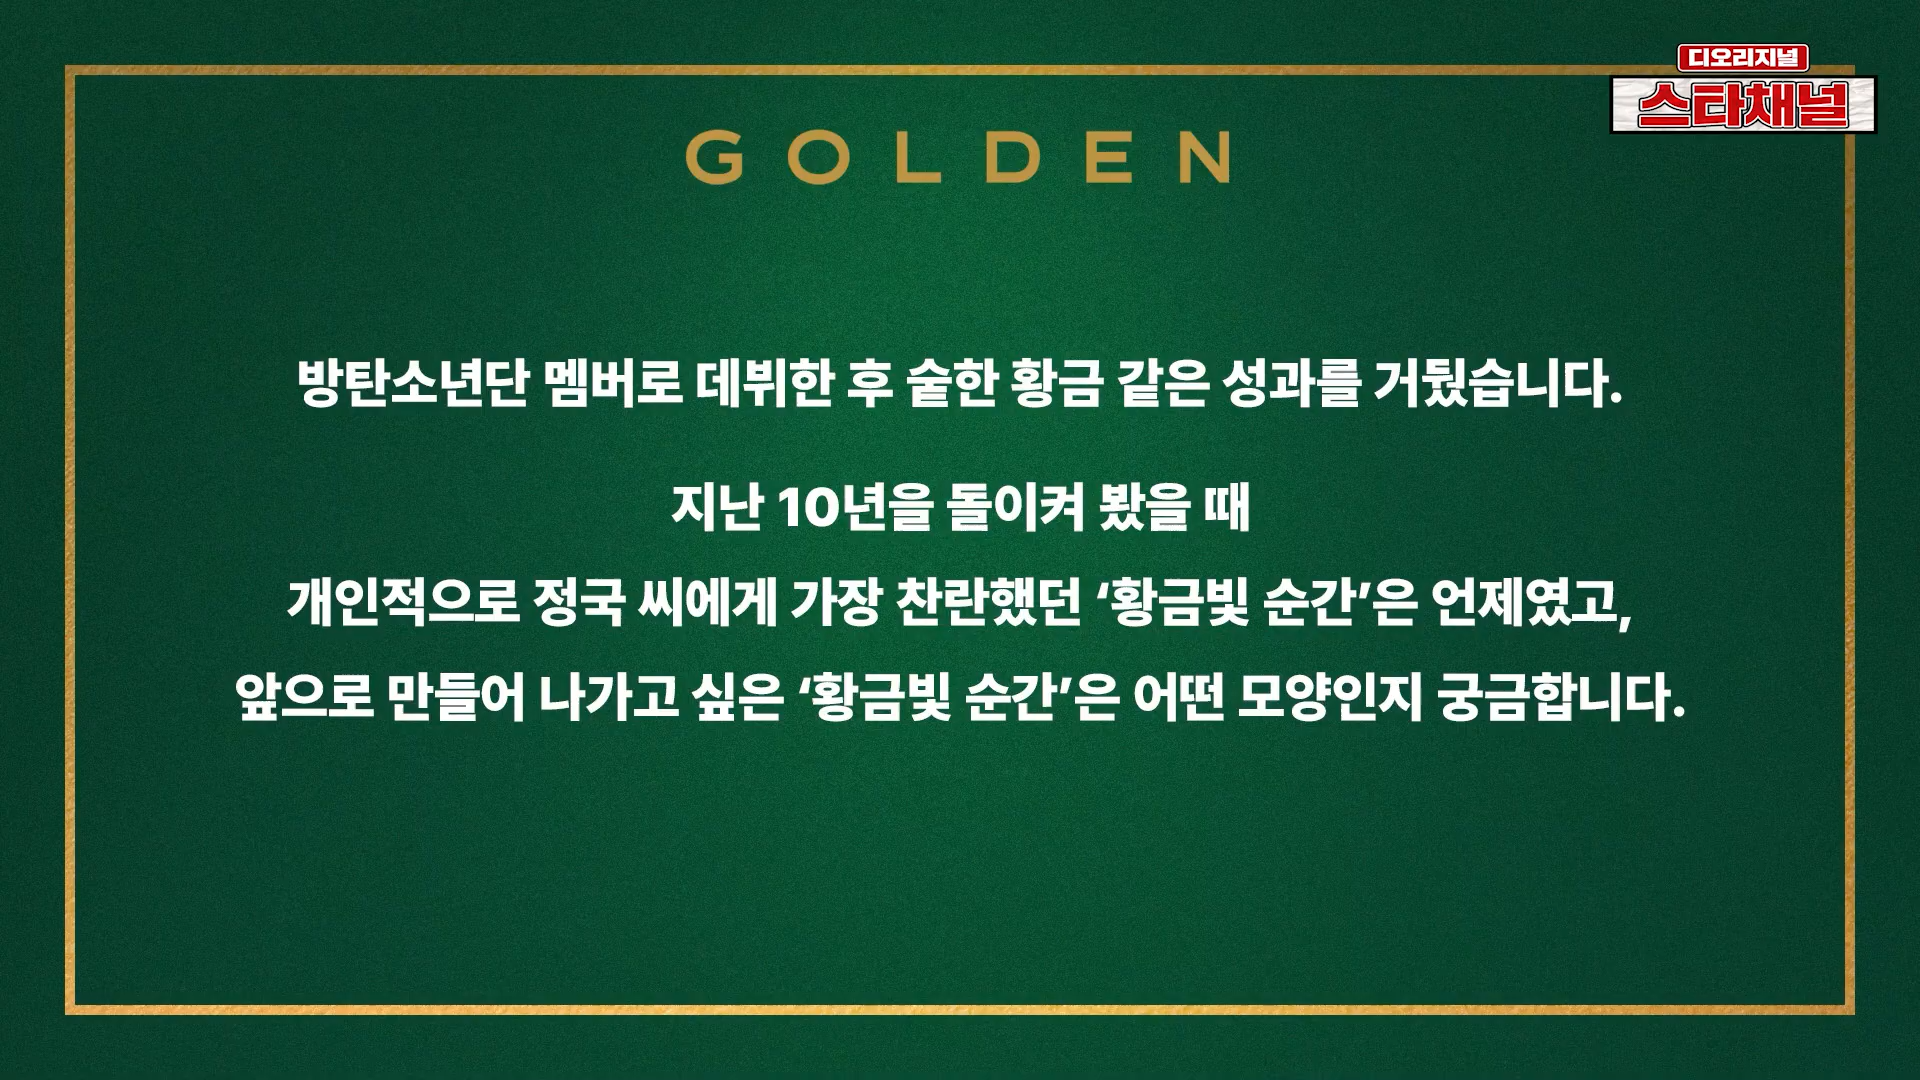 디오리지널
스타채널
GOLDEN
방탄소년단 멤버로 데뷔한 후 숱한 황금 같은 성과를 거뒀습니다.
지난 10년을 돌이켜 봤을 때
개인적으로 정국 씨에게 가장 찬란했던 ‘황금빛 순간’은 언제였고,
앞으로 만들어 나가고 싶은 ‘황금빛 순간’은 어떤 모양인지 궁금합니다.